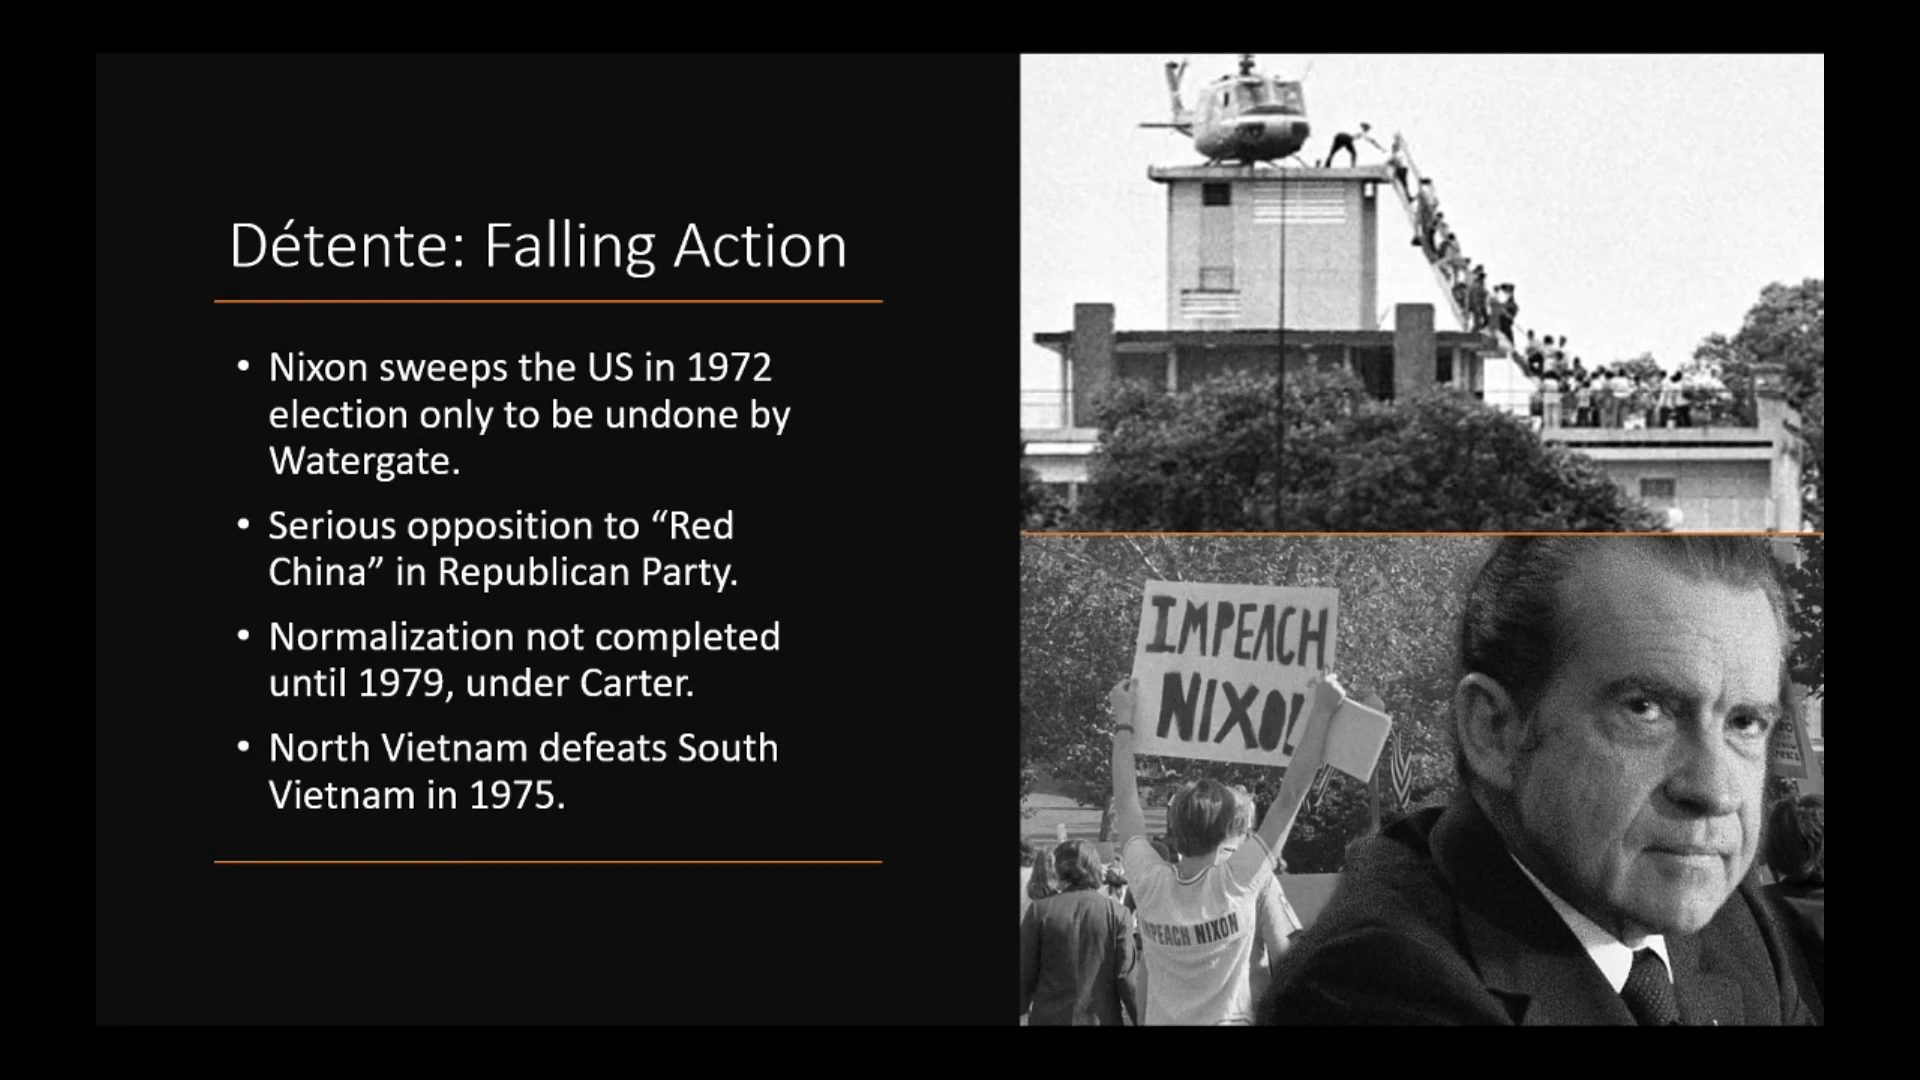 Détente: Falling Action
• Nixon sweeps the US in 1972
election only to be undone by
Watergate.
• Serious opposition to “Red
China” in Republican Party.
• Normalization not completed
until 1979, under Carter.
• North Vietnam defeats South
Vietnam in 1975.
IMPEACH
NIXO
PEACH NIXON